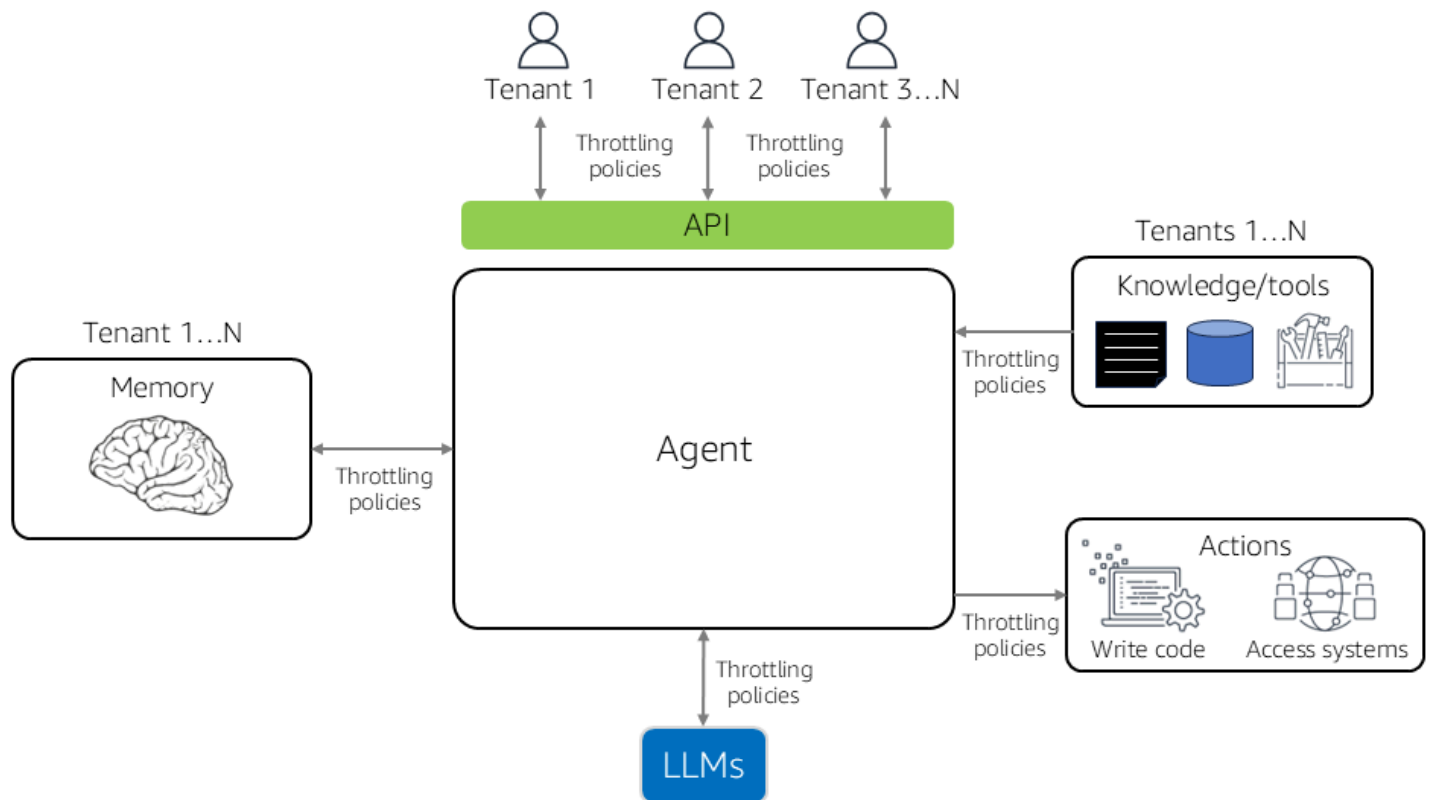 Tenant 1
Tenant 2
Tenant 3...N
Throttling
policies
Throttling
policies
API
Tenants 1...N
Knowledge/tools
Throttling
policies
Tenant 1...N
Memory
Throttling
policies
Agent
Actions
Write code
Access systems
Throttling
policies
Throttling
policies
LLMs